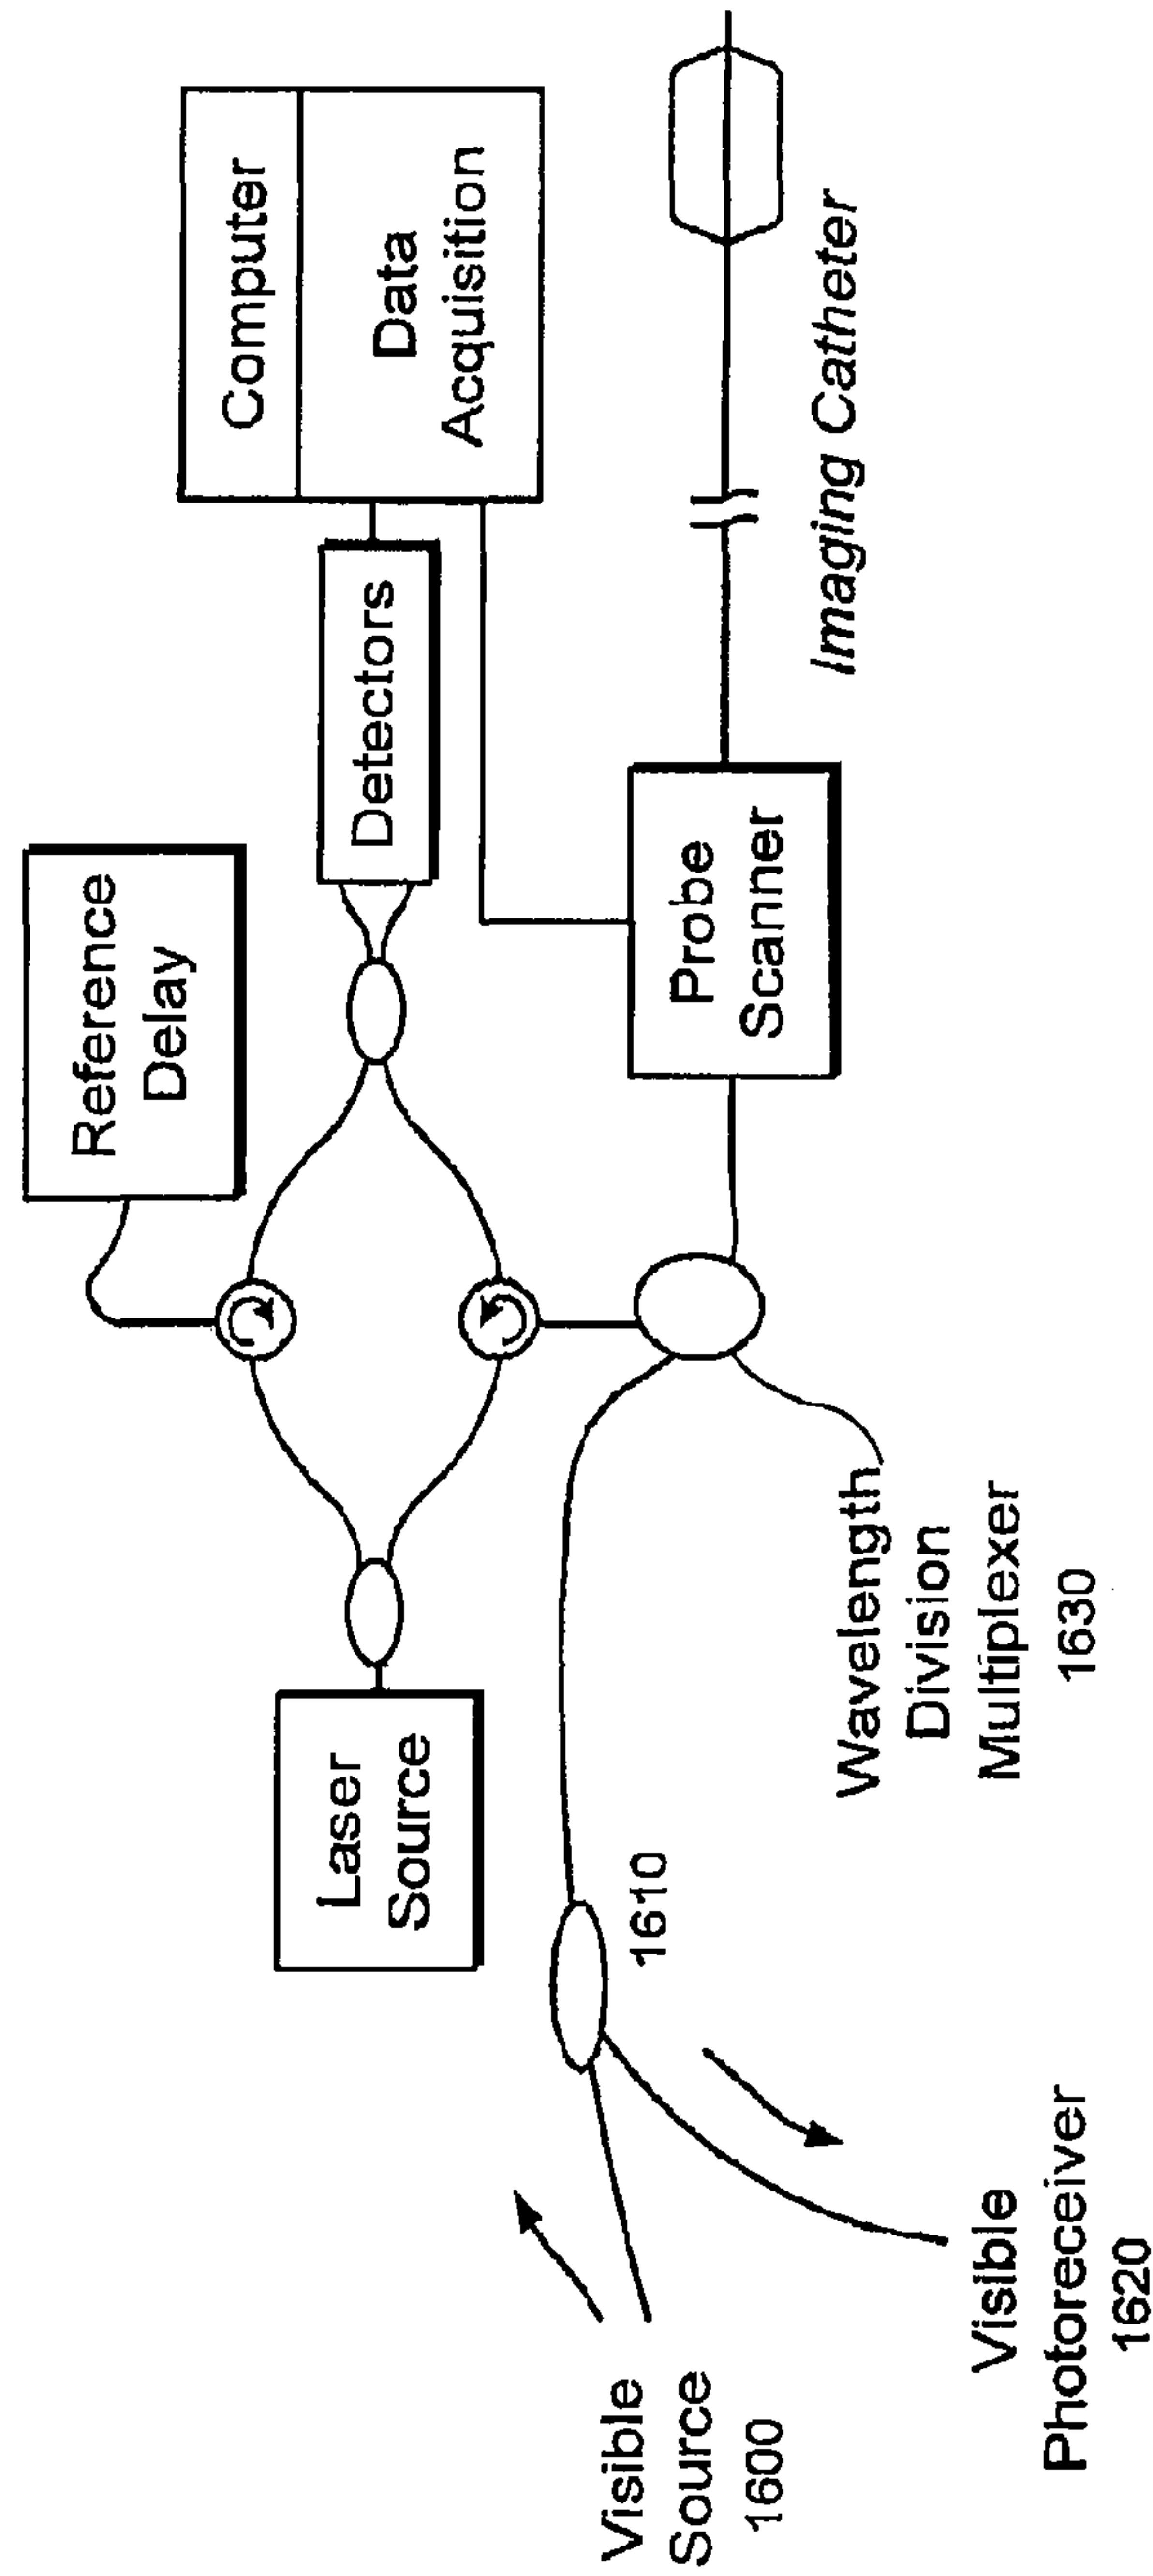 Reference
Delay
Computer
Data
Acquisition
Detectors
Laser
Source
Probe
Scanner
Imaging Catheter
1610
Wavelength
Division
Multiplexer
1630
Visible
Source
1600
Visible
Photoreceiver
1620